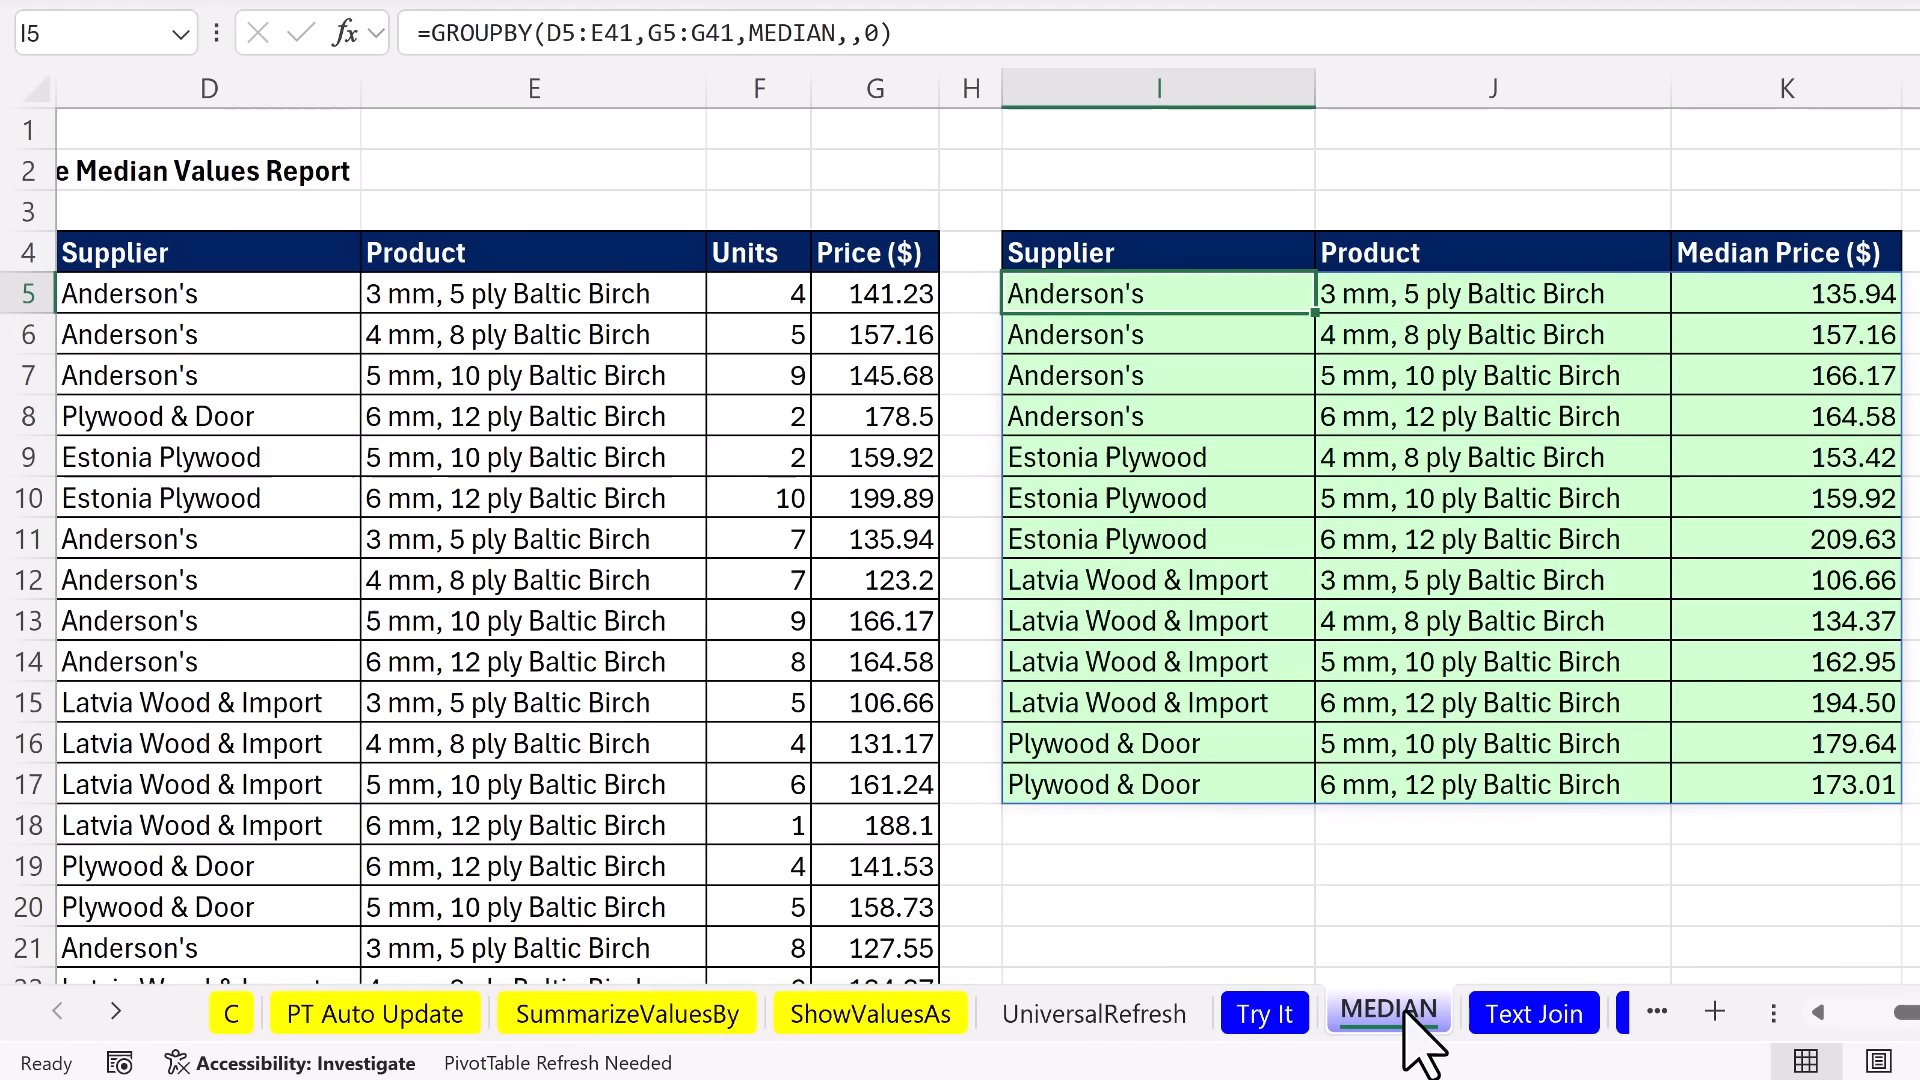 I5 fx =GROUPBY(D5:E41,G5:G41,MEDIAN,,0)
D E F G H I J K
1
2 e Median Values Report
3
4 Supplier Product Units Price ($) Supplier Product Median Price ($)
5 Anderson's 3 mm, 5 ply Baltic Birch 4 141.23 Anderson's 3 mm, 5 ply Baltic Birch 135.94
6 Anderson's 4 mm, 8 ply Baltic Birch 5 157.16 Anderson's 4 mm, 8 ply Baltic Birch 157.16
7 Anderson's 5 mm, 10 ply Baltic Birch 9 145.68 Anderson's 5 mm, 10 ply Baltic Birch 166.17
8 Plywood & Door 6 mm, 12 ply Baltic Birch 2 178.5 Anderson's 6 mm, 12 ply Baltic Birch 164.58
9 Estonia Plywood 5 mm, 10 ply Baltic Birch 2 159.92 Estonia Plywood 4 mm, 8 ply Baltic Birch 153.42
10 Estonia Plywood 6 mm, 12 ply Baltic Birch 10 199.89 Estonia Plywood 5 mm, 10 ply Baltic Birch 159.92
11 Anderson's 3 mm, 5 ply Baltic Birch 7 135.94 Estonia Plywood 6 mm, 12 ply Baltic Birch 209.63
12 Anderson's 4 mm, 8 ply Baltic Birch 7 123.2 Latvia Wood & Import 3 mm, 5 ply Baltic Birch 106.66
13 Anderson's 5 mm, 10 ply Baltic Birch 9 166.17 Latvia Wood & Import 4 mm, 8 ply Baltic Birch 134.37
14 Anderson's 6 mm, 12 ply Baltic Birch 8 164.58 Latvia Wood & Import 5 mm, 10 ply Baltic Birch 162.95
15 Latvia Wood & Import 3 mm, 5 ply Baltic Birch 5 106.66 Latvia Wood & Import 6 mm, 12 ply Baltic Birch 194.50
16 Latvia Wood & Import 4 mm, 8 ply Baltic Birch 4 131.17 Plywood & Door 5 mm, 10 ply Baltic Birch 179.64
17 Latvia Wood & Import 5 mm, 10 ply Baltic Birch 6 161.24 Plywood & Door 6 mm, 12 ply Baltic Birch 173.01
18 Latvia Wood & Import 6 mm, 12 ply Baltic Birch 1 188.1
19 Plywood & Door 6 mm, 12 ply Baltic Birch 4 141.53
20 Plywood & Door 5 mm, 10 ply Baltic Birch 5 158.73
21 Anderson's 3 mm, 5 ply Baltic Birch 8 127.55
C PT Auto Update SummarizeValuesBy ShowValuesAs UniversalRefresh Try It MEDIAN Text Join
Ready Accessibility: Investigate PivotTable Refresh Needed